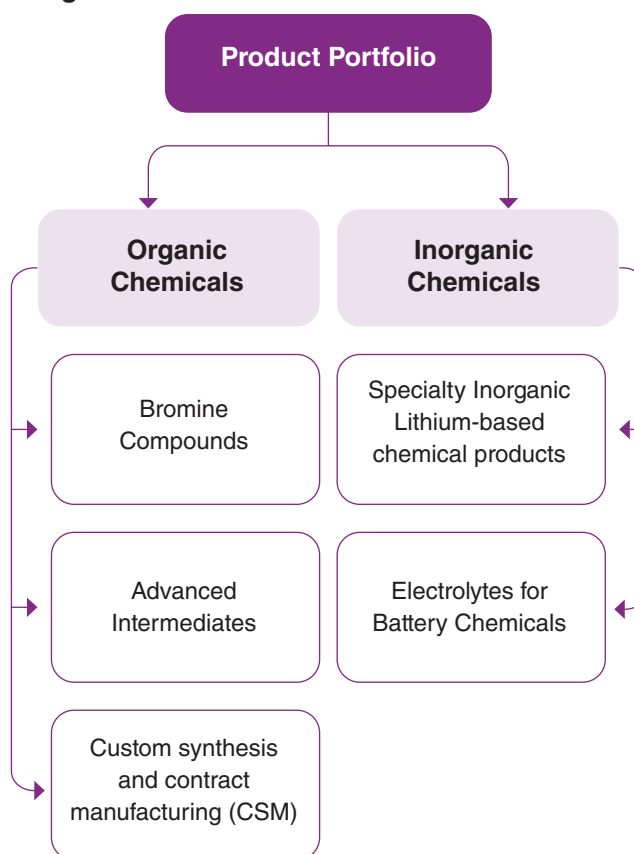 Product Portfolio
Organic
Chemicals
Inorganic
Chemicals
Bromine
Compounds
Specialty Inorganic
Lithium-based
chemical products
Advanced
Intermediates
Electrolytes for
Battery Chemicals
Custom synthesis
and contract
manufacturing (CSM)